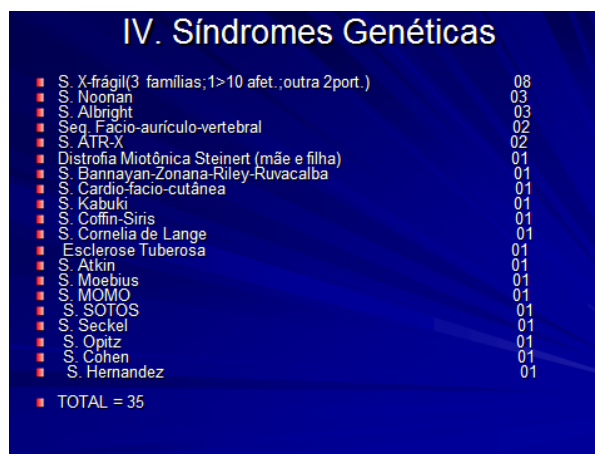 IV. Síndromes Genéticas
S. X-frágil(3 famílias;1>10 afet.;outra 2port.) 08
S. Noonan 03
S. Albright 03
Seq. Fácio-aurículo-vertebral 02
S. ATR-X 02
Distrofia Miotônica Steinert (mãe e filha) 01
S. Bannayan-Zonana-Riley-Ruvacalba 01
S. Cardio-facio-cutânea 01
S. Kabuki 01
S. Coffin-Siris 01
S. Cornelia de Lange 01
Esclerose Tuberosa 01
S. Atkin 01
S. Moebius 01
S. MOMO 01
S. SOTOS 01
S. Seckel 01
S. Opitz 01
S. Cohen 01
S. Hernandez 01
TOTAL = 35